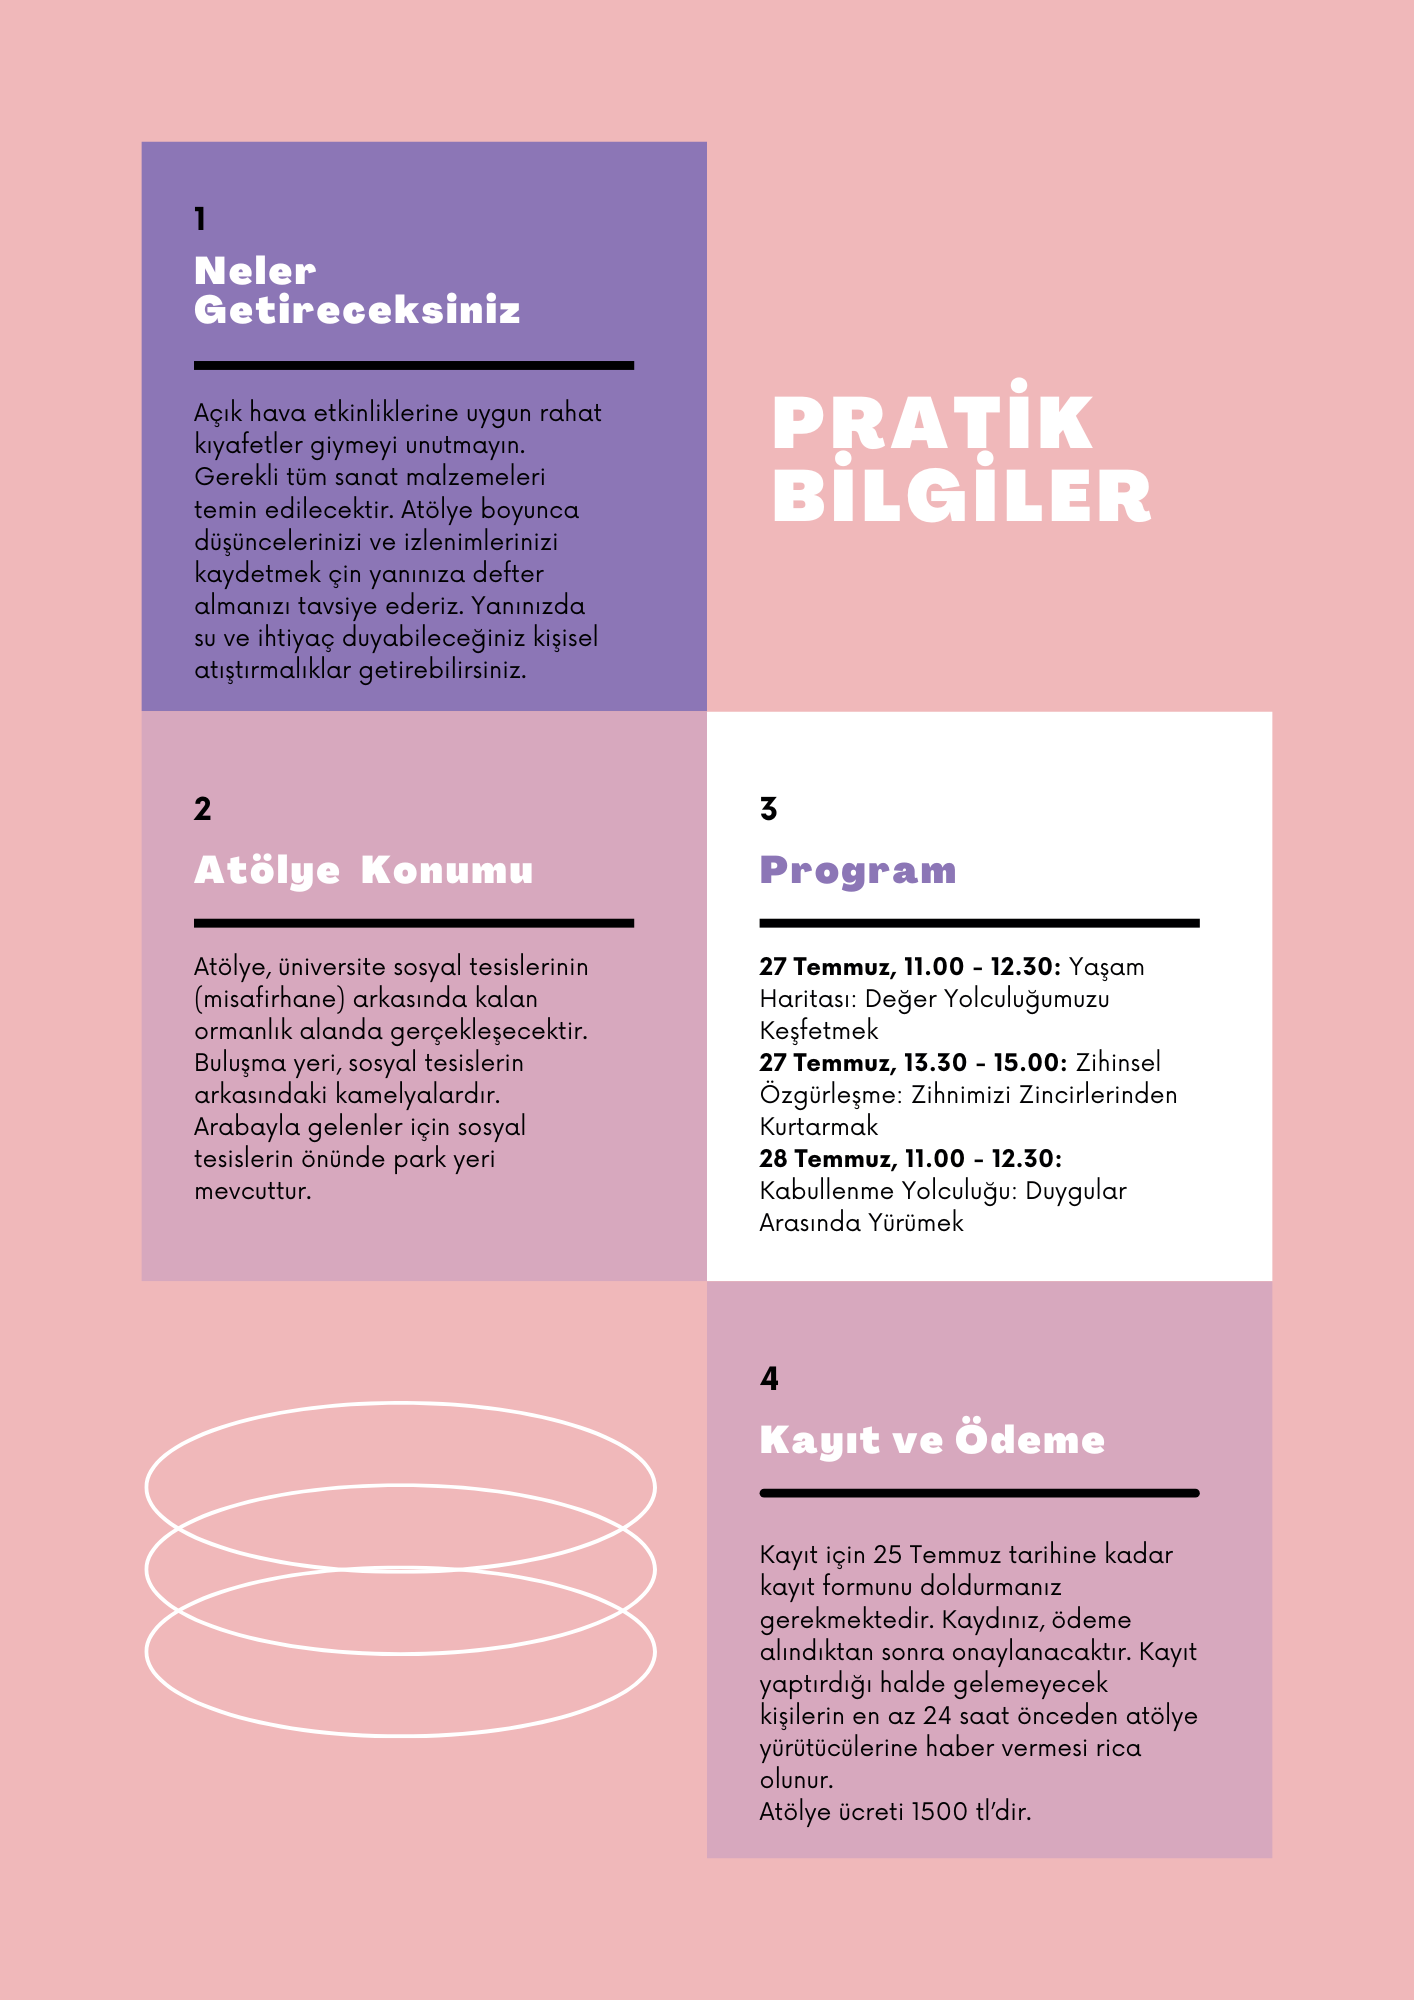 1
Neler
Getireceksiniz
Açık hava etkinliklerine uygun rahat
kıyafetler giymeyi unutmayın.
Gerekli tüm sanat malzemeleri
temin edilecektir. Atölye boyunca
düşüncelerinizi ve izlenimlerinizi
kaydetmek çin yanınıza defter
almanızı tavsiye ederiz. Yanınızda
su ve ihtiyaç duyabileceğiniz kişisel
atıştırmalıklar getirebilirsiniz.
PRATİK
BİLGİLER
2
Atölye Konumu
Atölye, üniversite sosyal tesislerinin
(misafirhane) arkasında kalan
ormanlık alanda gerçekleşecektir.
Buluşma yeri, sosyal tesislerin
arkasındaki kamelyalardır.
Arabayla gelenler için sosyal
tesislerin önünde park yeri
mevcuttur.
3
Program
27 Temmuz, 11.00 - 12.30: Yaşam
Haritası: Değer Yolculuğumuzu
Keşfetmek
27 Temmuz, 13.30 - 15.00: Zihinsel
Özgürleşme: Zihnimizi Zincirlerinden
Kurtarmak
28 Temmuz, 11.00 - 12.30:
Kabullenme Yolculuğu: Duygular
Arasında Yürümek
4
Kayıt ve Ödeme
Kayıt için 25 Temmuz tarihine kadar
kayıt formunu doldurmanız
gerekmektedir. Kaydınız, ödeme
alındıktan sonra onaylanacaktır. Kayıt
yaptırdığı halde gelemeyecek
kişilerin en az 24 saat önceden atölye
yürütücülerine haber vermesi rica
olunur.
Atölye ücreti 1500 tl’dir.